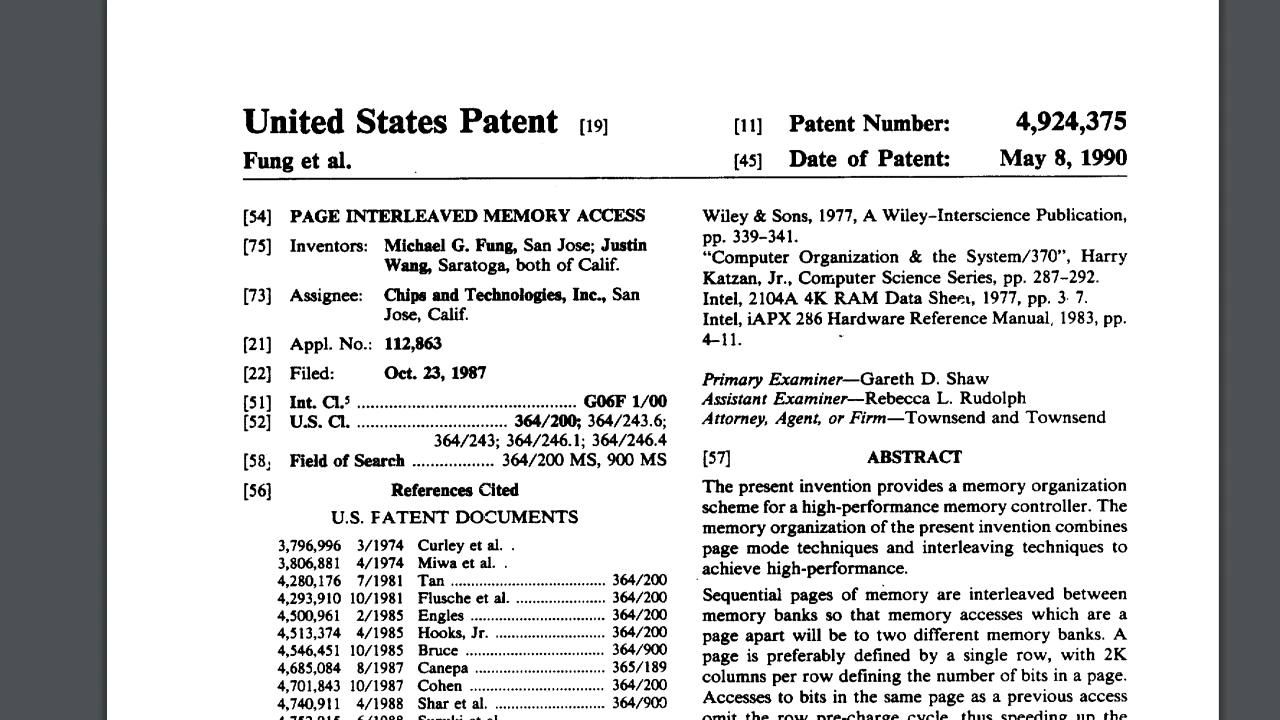 United States Patent [19]
Fung et al.
[11] Patent Number: 4,924,375
[45] Date of Patent: May 8, 1990
[54] PAGE INTERLEAVED MEMORY ACCESS
[75] Inventors: Michael G. Fung, San Jose; Justin
Wang, Saratoga, both of Calif.
[73] Assignee: Chips and Technologies, Inc., San
Jose, Calif.
[21] Appl. No.: 112,863
[22] Filed: Oct. 23, 1987
[51] Int. Cl.⁵ ........................................... G06F 1/00
[52] U.S. Cl. .............................. 364/200; 364/243.6;
364/243; 364/246.1; 364/246.4
[58] Field of Search ................. 364/200 MS, 900 MS
[56] References Cited
U.S. PATENT DOCUMENTS
3,796,996 3/1974 Curley et al. .
3,806,881 4/1974 Miwa et al. .
4,280,176 7/1981 Tan ....................................... 364/200
4,293,910 10/1981 Flusche et al. ...................... 364/200
4,500,961 2/1985 Engles .................................. 364/200
4,513,374 4/1985 Hooks, Jr. ........................... 364/200
4,546,451 10/1985 Bruce .................................... 364/900
4,685,084 8/1987 Canepa ................................. 365/189
4,701,843 10/1987 Cohen ................................... 364/200
4,740,911 4/1988 Shar et al. ............................ 364/900
Wiley & Sons, 1977, A Wiley–Interscience Publication,
pp. 339–341.
“Computer Organization & the System/370”, Harry
Katzan, Jr., Computer Science Series, pp. 287–292.
Intel, 2104A 4K RAM Data Sheet, 1977, pp. 3 7.
Intel, iAPX 286 Hardware Reference Manual, 1983, pp.
4–11.
Primary Examiner—Gareth D. Shaw
Assistant Examiner—Rebecca L. Rudolph
Attorney, Agent, or Firm—Townsend and Townsend
[57] ABSTRACT
The present invention provides a memory organization
scheme for a high-performance memory controller. The
memory organization of the present invention combines
page mode techniques and interleaving techniques to
achieve high-performance.
Sequential pages of memory are interleaved between
memory banks so that memory accesses which are a
page apart will be to two different memory banks. A
page is preferably defined by a single row, with 2K
columns per row defining the number of bits in a page.
Accesses to bits in the same page as a previous access
omit the row pre-charge cycle, thus speeding up the